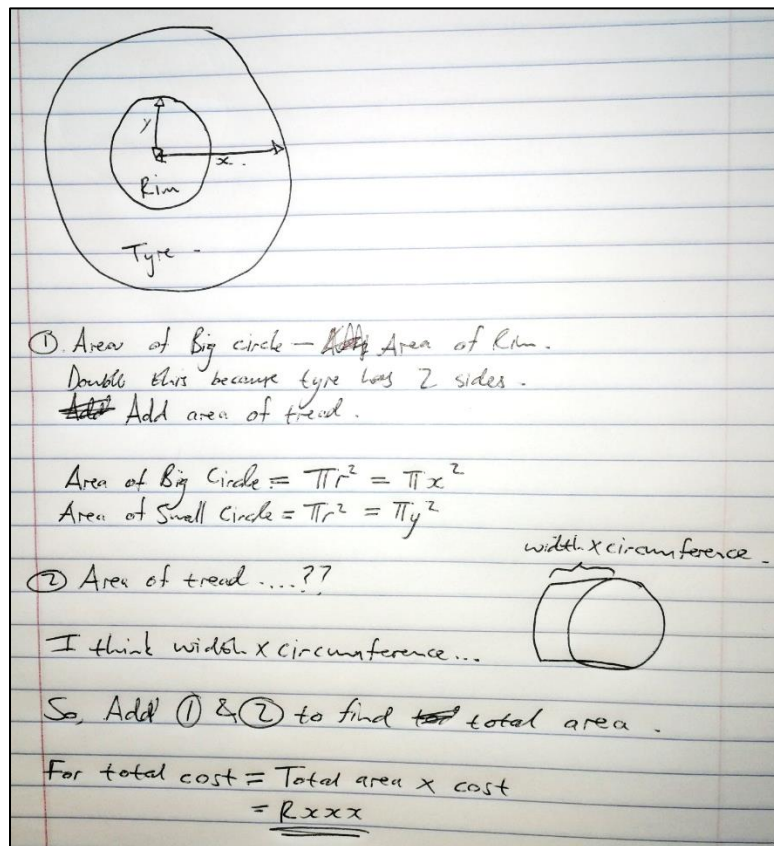 y
x.
Rim
Tyre -
① Area of Big circle - Area of Rim.
Double this because tyre has 2 sides.
Add area of tread.
Area of Big Circle = πr² = πx²
Area of Small Circle = πr² = πy²
width x circumference.
② Area of tread ....??
I think width x circumference...
So, Add ① & ② to find total area.
For total cost = Total area x cost
= Rxxx